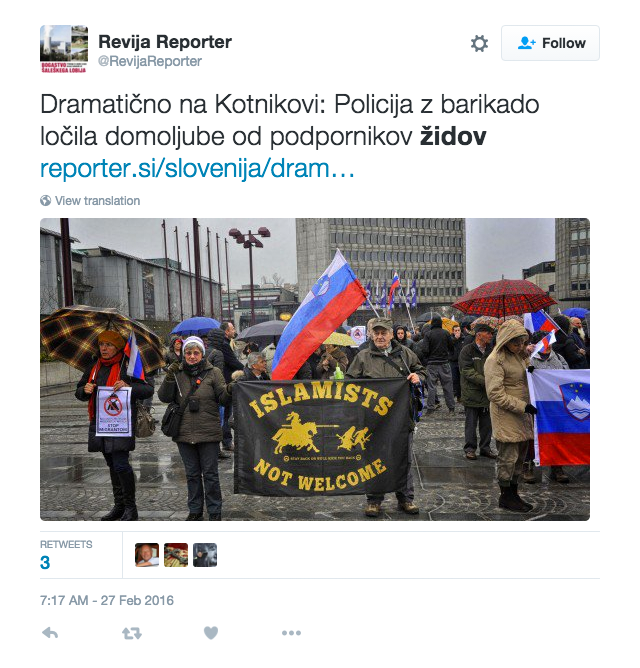 Revija Reporter
@RevijaReporter
Follow
Dramatično na Kotnikovi: Policija z barikado
ločila domoljube od podpornikov židov
reporter.si/slovenija/dram…
View translation
STOP
ISLAMISTS
NOT WELCOME
RETWEETS
3
7:17 AM - 27 Feb 2016